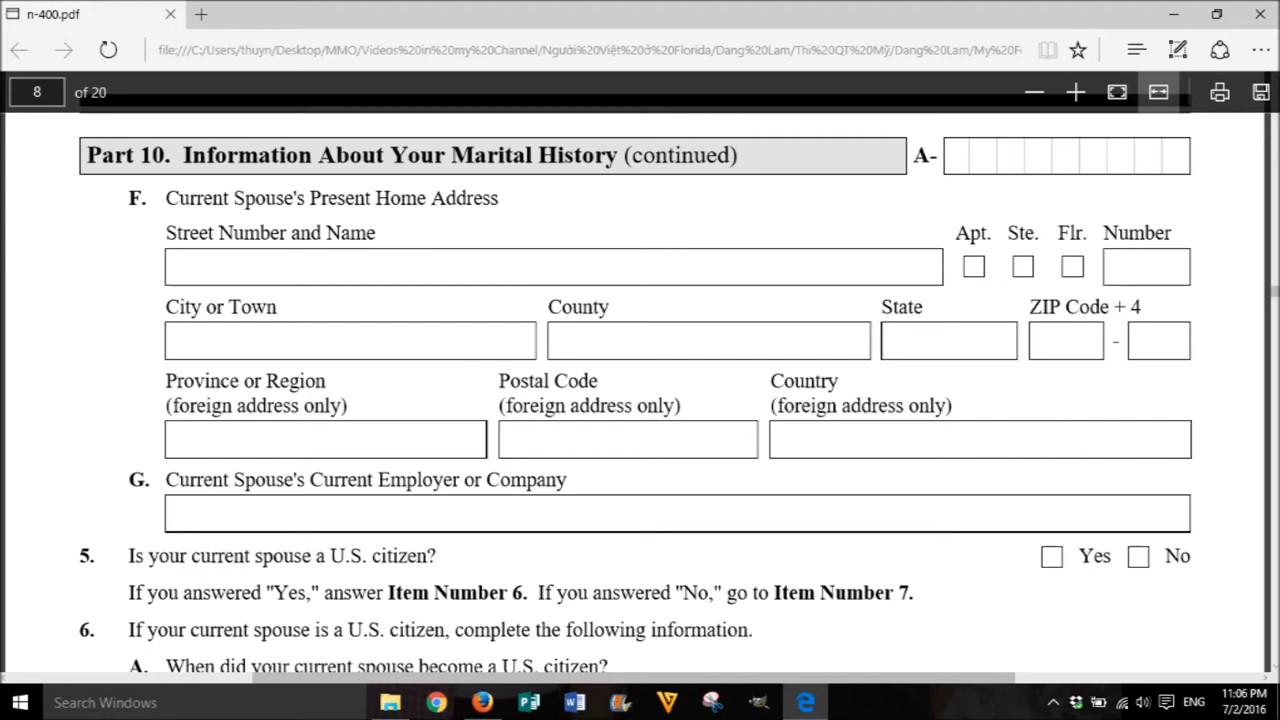 n-400.pdf
file:///C:/Users/thuyn/Desktop/MMO/Videos%20in%20my%20Channel/Người%20Việt%20ở%20Florida/Dang%20Lam/Thi%20QT%20Mỹ/Dang%20Lam/My%20F
8 of 20
Part 10. Information About Your Marital History (continued) A-
F. Current Spouse's Present Home Address
Street Number and Name Apt. Ste. Flr. Number
City or Town County State ZIP Code + 4
-
Province or Region Postal Code Country
(foreign address only) (foreign address only) (foreign address only)
G. Current Spouse's Current Employer or Company
5. Is your current spouse a U.S. citizen? Yes No
If you answered "Yes," answer Item Number 6. If you answered "No," go to Item Number 7.
6. If your current spouse is a U.S. citizen, complete the following information.
A. When did your current spouse become a U.S. citizen?
Search Windows
ENG
11:06 PM
7/2/2016